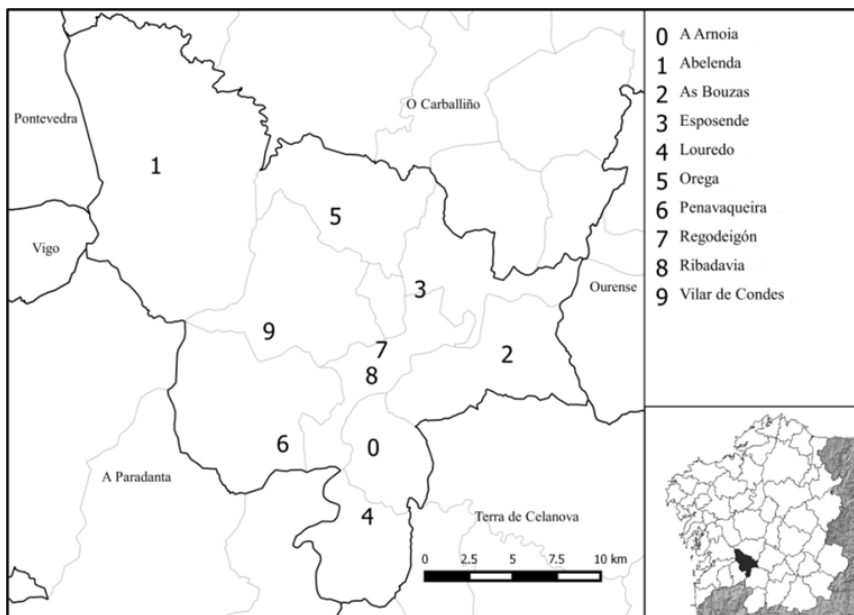 O Carballiño
Pontevedra
1
5
Vigo
3
Ourense
9
7
2
8
6
0
A Paradanta
4
Terra de Celanova
0 2.5 5 7.5 10 km
0 A Arnoia
1 Abelenda
2 As Bouzas
3 Esposende
4 Louredo
5 Orega
6 Penavaqueira
7 Regodeigón
8 Ribadavia
9 Vilar de Condes